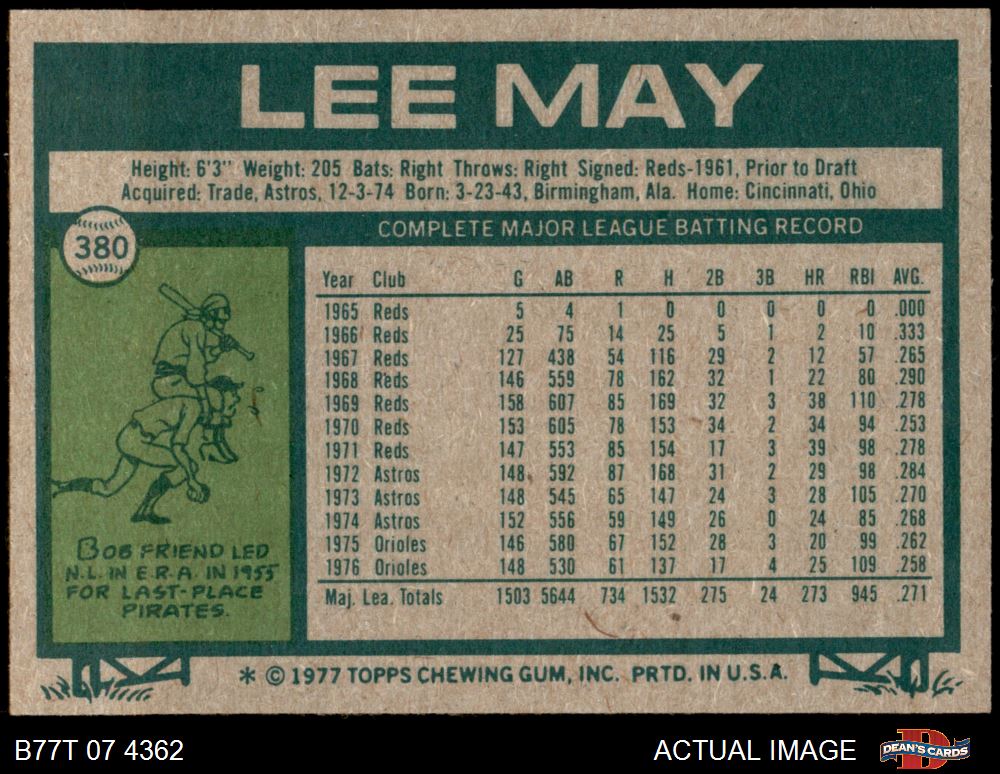 LEE MAY
Height: 6'3" Weight: 205 Bats: Right Throws: Right Signed: Reds-1961, Prior to Draft
Acquired: Trade, Astros, 12-3-74 Born: 3-23-43, Birmingham, Ala. Home: Cincinnati, Ohio
380
COMPLETE MAJOR LEAGUE BATTING RECORD
Year Club G AB R H 2B 3B HR RBI AVG.
1965 Reds 5 4 1 0 0 0 0 0 .000
1966 Reds 25 75 14 25 5 1 2 10 .333
1967 Reds 127 438 54 116 29 2 12 57 .265
1968 Reds 146 559 78 162 32 1 22 80 .290
1969 Reds 158 607 85 169 32 3 38 110 .278
1970 Reds 153 605 78 153 34 2 34 94 .253
1971 Reds 147 553 85 154 17 3 39 98 .278
1972 Astros 148 592 87 168 31 2 29 98 .284
1973 Astros 148 545 65 147 24 3 28 105 .270
1974 Astros 152 556 59 149 26 0 24 85 .268
1975 Orioles 146 580 67 152 28 3 20 99 .262
1976 Orioles 148 530 61 137 17 4 25 109 .258
Maj. Lea. Totals 1503 5644 734 1532 275 24 273 945 .271
BOB FRIEND LED
N.L. IN E.R.A. IN 1955
FOR LAST-PLACE
PIRATES.
* © 1977 TOPPS CHEWING GUM, INC. PRTD. IN U.S.A.
B77T 07 4362
ACTUAL IMAGE
DEAN'S CARDS